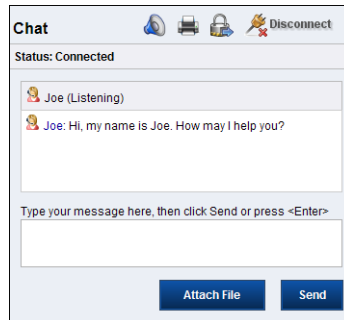 Chat
Disconnect
Status: Connected
Joe (Listening)
Joe: Hi, my name is Joe. How may I help you?
Type your message here, then click Send or press <Enter>
Attach File
Send